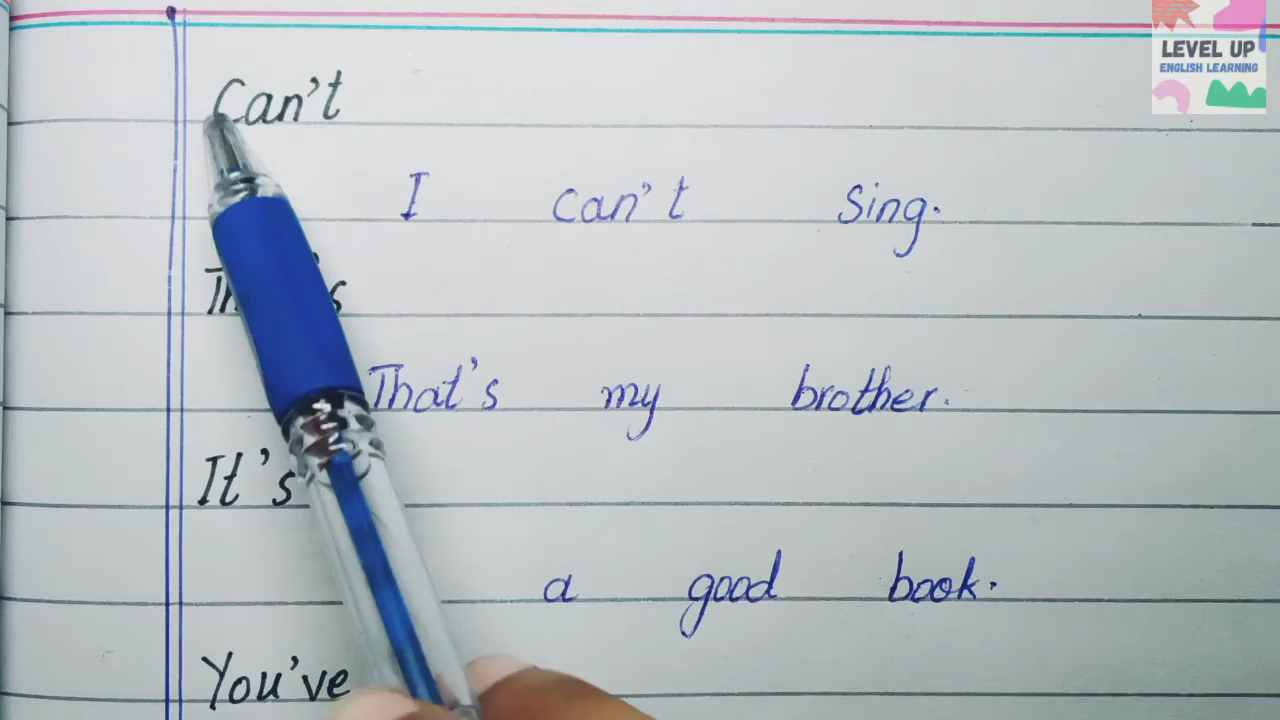 LEVEL UP
ENGLISH LEARNING
Can't
I can't Sing.
That's my brother.
It's
a good book.
You've